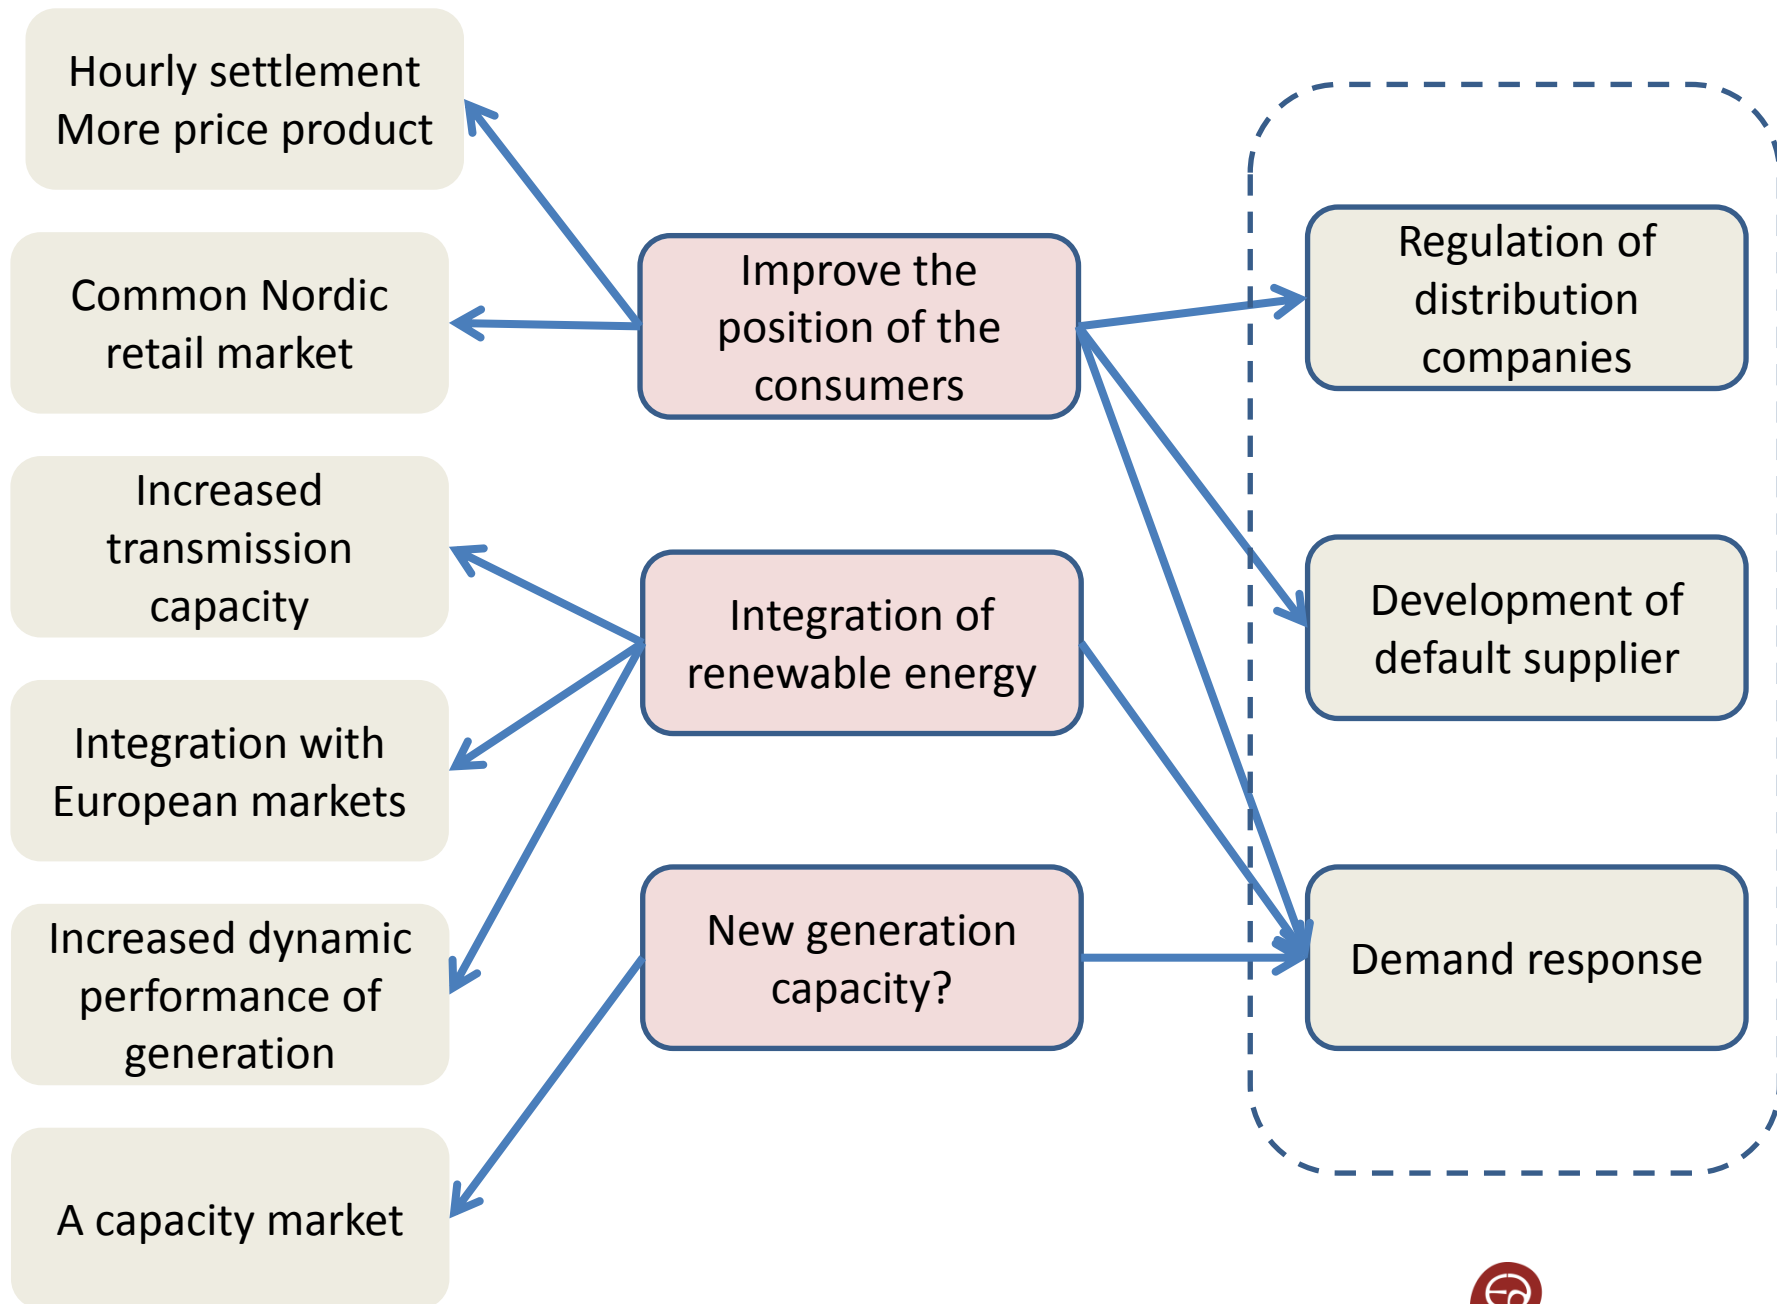 Hourly settlement
More price product
Common Nordic
retail market
Increased
transmission
capacity
Integration with
European markets
Increased dynamic
performance of
generation
A capacity market
Improve the
position of the
consumers
Integration of
renewable energy
New generation
capacity?
Regulation of
distribution
companies
Development of
default supplier
Demand response